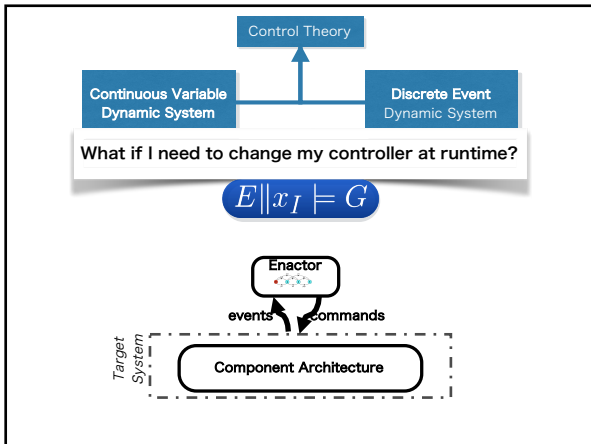 Control Theory
Continuous Variable
Dynamic System
Discrete Event
Dynamic System
What if I need to change my controller at runtime?
E||x_I ⊨ G
Enactor
events
commands
Target
System
Component Architecture